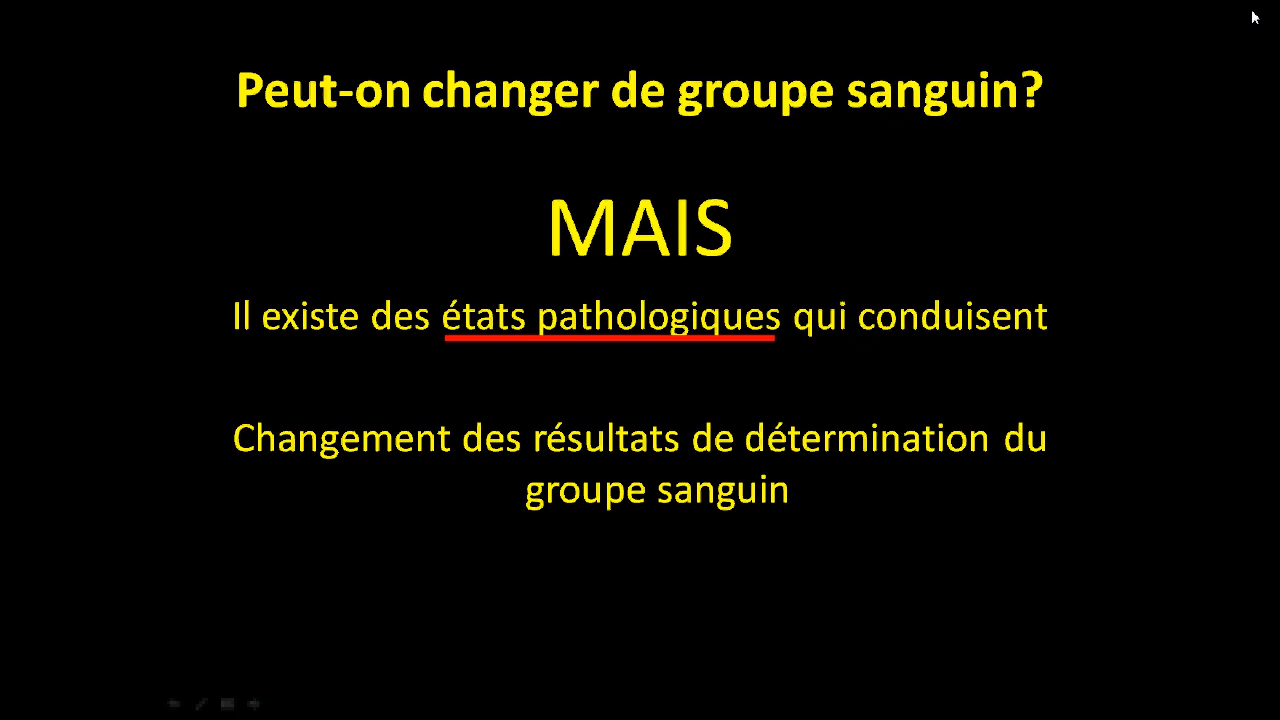 Peut-on changer de groupe sanguin?
MAIS
Il existe des états pathologiques qui conduisent
Changement des résultats de détermination du
groupe sanguin